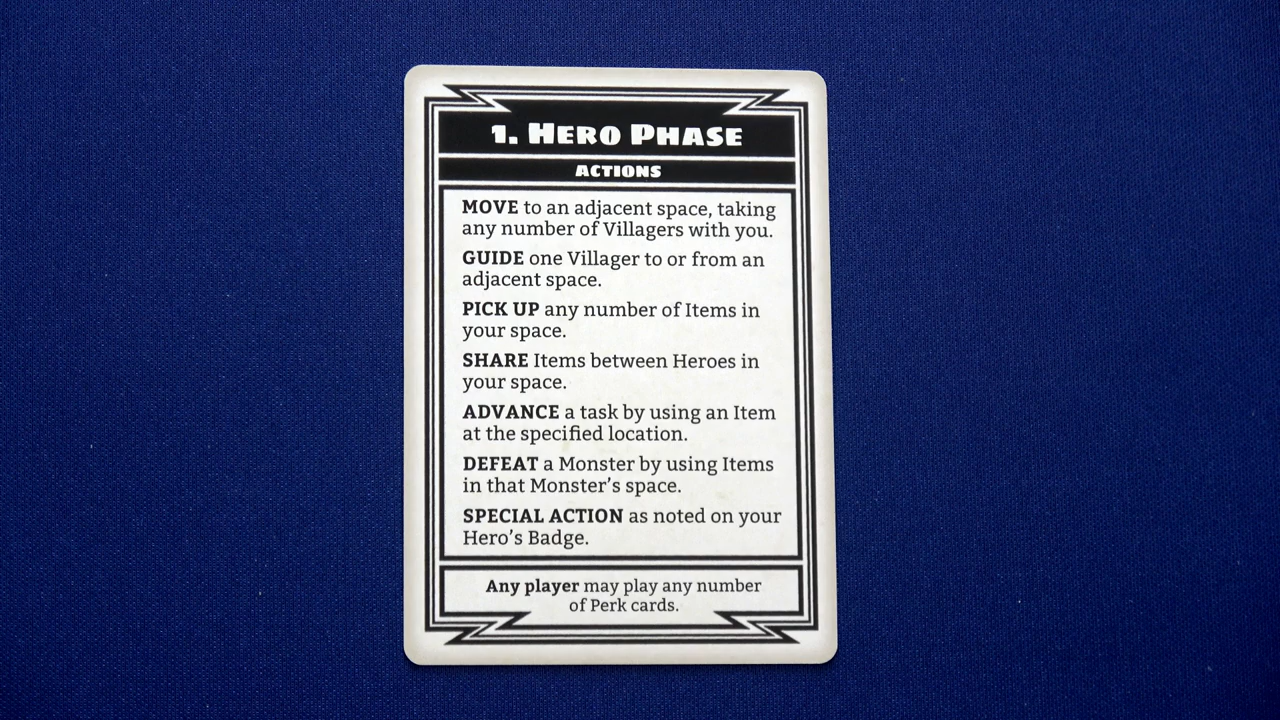 1. Hero Phase
ACTIONS
MOVE to an adjacent space, taking
any number of Villagers with you.
GUIDE one Villager to or from an
adjacent space.
PICK UP any number of Items in
your space.
SHARE Items between Heroes in
your space.
ADVANCE a task by using an Item
at the specified location.
DEFEAT a Monster by using Items
in that Monster's space.
SPECIAL ACTION as noted on your
Hero's Badge.
Any player may play any number
of Perk cards.